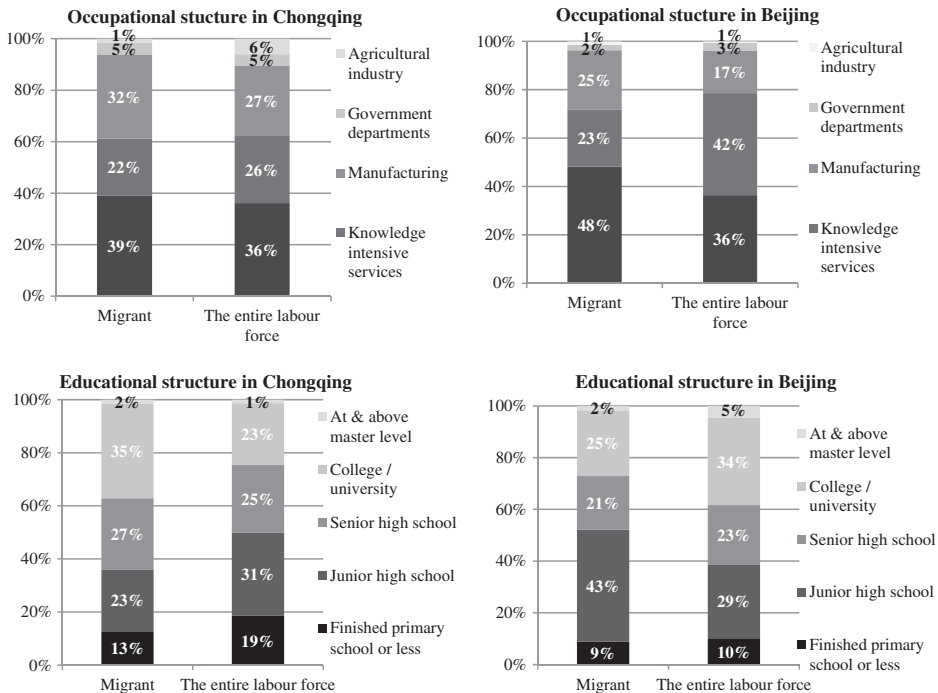 Occupational stucture in Chongqing
100%
80%
60%
40%
20%
0%
1%
5%
32%
22%
39%
6%
5%
27%
26%
36%
Migrant
The entire labour
force
Agricultural
industry
Government
departments
Manufacturing
Knowledge
intensive
services
Occupational structure in Beijing
100%
80%
60%
40%
20%
0%
1%
2%
25%
23%
48%
1%
3%
17%
42%
36%
Migrant
The entire labour
force
Agricultural
industry
Government
departments
Manufacturing
Knowledge
intensive
services
Educational structure in Chongqing
100%
80%
60%
40%
20%
0%
2%
35%
27%
23%
13%
1%
23%
25%
31%
19%
Migrant
The entire labour force
At & above
master level
College /
university
Senior high school
Junior high school
Finished primary
school or less
Educational structure in Beijing
100%
80%
60%
40%
20%
0%
2%
25%
21%
43%
9%
5%
34%
23%
29%
10%
Migrant
The entire labour force
At & above
master level
College /
university
Senior high school
Junior high school
Finished primary
school or less